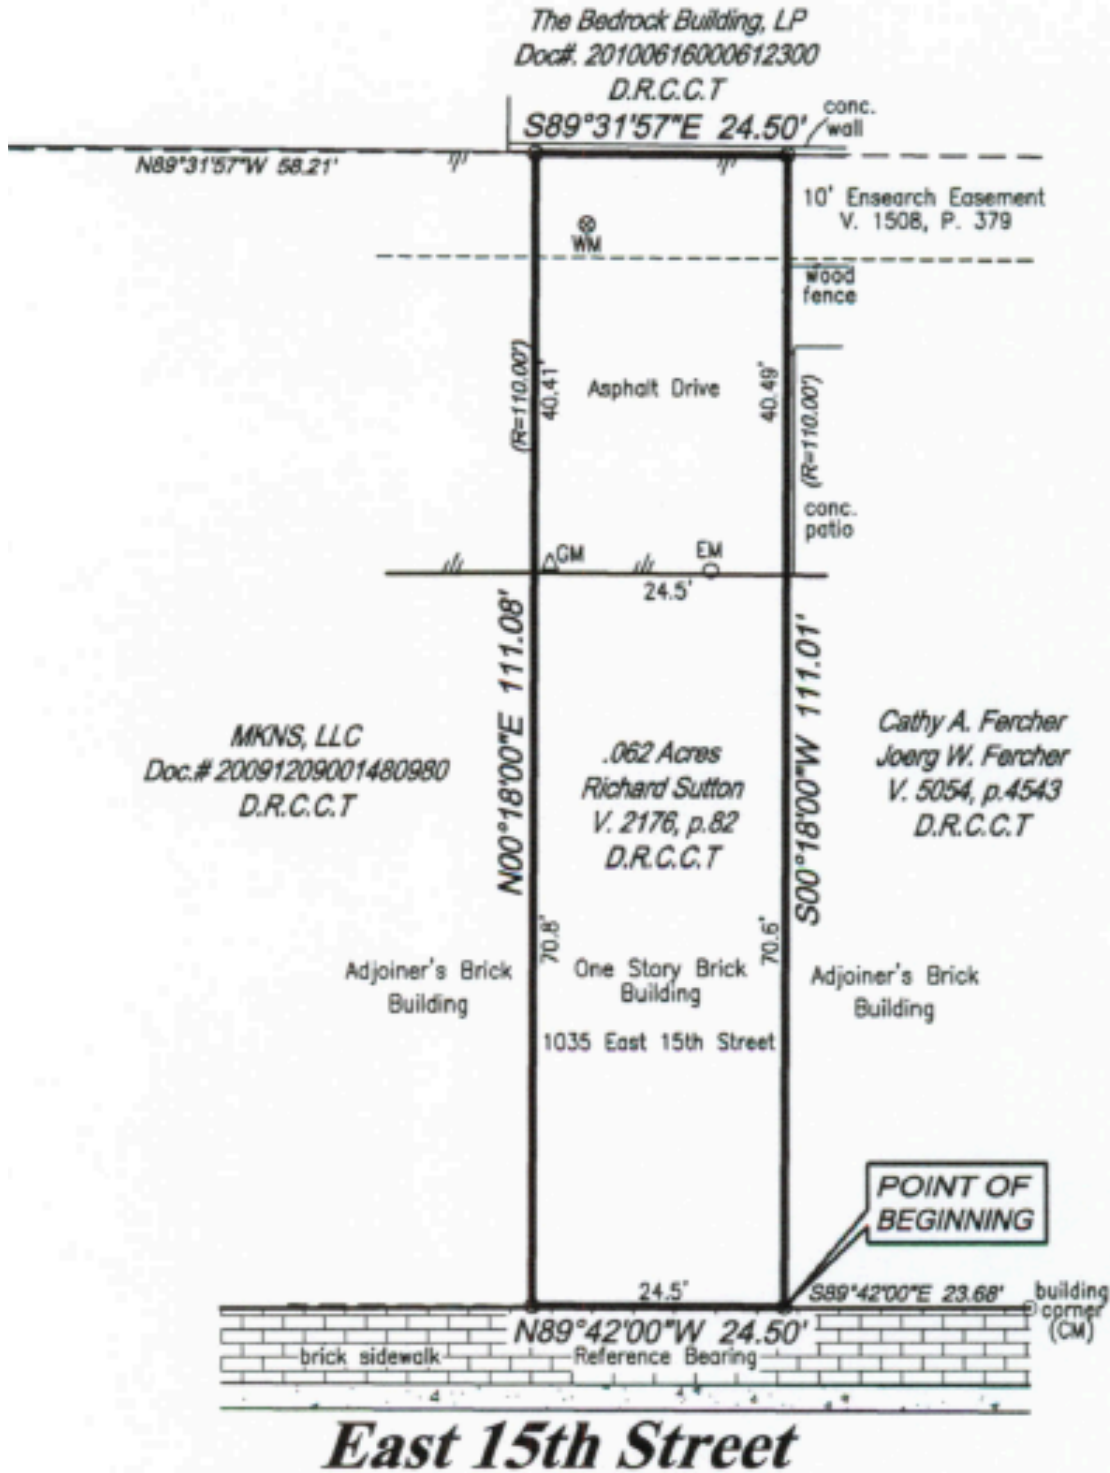 The Bedrock Building, LP
Doc#. 20100616000612300
D.R.C.C.T
S89°31'57"E 24.50'
conc.
wall
N89°31'57"W 58.21'
10' Ensearch Easement
V. 1508, P. 379
WM
wood
fence
(R=110.00')
40.41'
Asphalt Drive
40.49'
(R=110.00')
conc.
patio
GM
EM
24.5'
N00°18'00"E 111.08'
S00°18'00"W 111.01'
MKNS, LLC
Doc.# 20091209001480980
D.R.C.C.T
.062 Acres
Richard Sutton
V. 2176, p.82
D.R.C.C.T
Cathy A. Fercher
Joerg W. Fercher
V. 5054, p.4543
D.R.C.C.T
70.8'
70.6'
Adjoiner's Brick
Building
One Story Brick
Building
1035 East 15th Street
Adjoiner's Brick
Building
POINT OF
BEGINNING
24.5'
S89°42'00"E 23.68'
building
corner
(CM)
N89°42'00"W 24.50'
brick sidewalk
Reference Bearing
East 15th Street